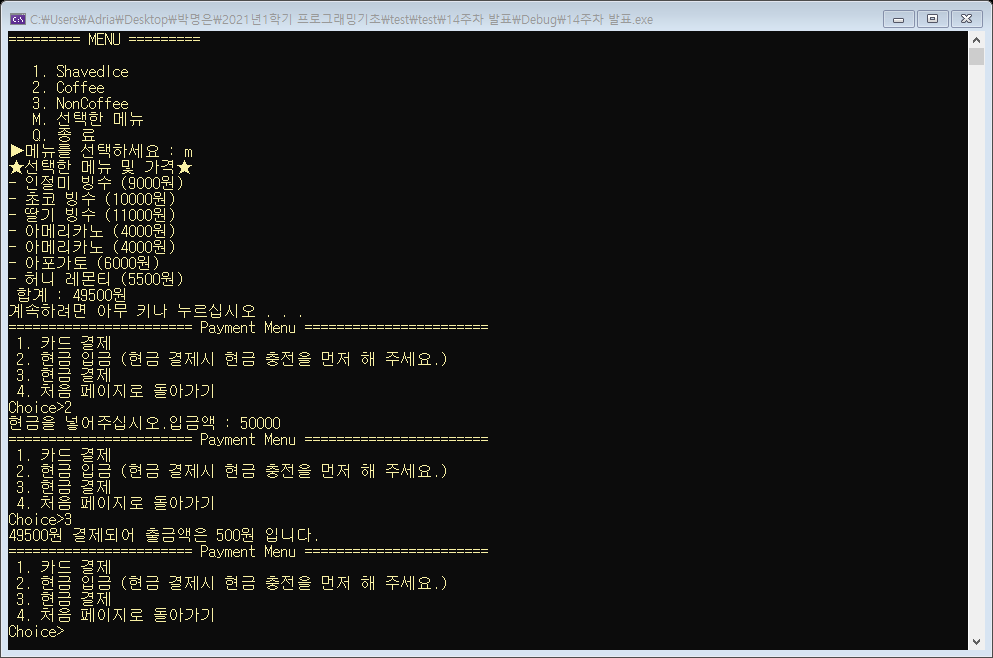 C:\Users\Adria\Desktop\박명은\2021년1학기 프로그래밍기초\test\test\14주차 발표\Debug\14주차 발표.exe
========= MENU =========
1. ShavedIce
2. Coffee
3. NonCoffee
M. 선택한 메뉴
Q. 종 료
▶메뉴를 선택하세요 : m
★선택한 메뉴 및 가격★
- 인절미 빙수 (9000원)
- 초코 빙수 (10000원)
- 딸기 빙수 (11000원)
- 아메리카노 (4000원)
- 아메리카노 (4000원)
- 아포가토 (6000원)
- 허니 레몬티 (5500원)
합계 : 49500원
계속하려면 아무 키나 누르십시오 . . .
======================= Payment Menu =======================
1. 카드 결제
2. 현금 입금 (현금 결제시 현금 충전을 먼저 해 주세요.)
3. 현금 결제
4. 처음 페이지로 돌아가기
Choice>2
현금을 넣어주십시오.입금액 : 50000
======================= Payment Menu =======================
1. 카드 결제
2. 현금 입금 (현금 결제시 현금 충전을 먼저 해 주세요.)
3. 현금 결제
4. 처음 페이지로 돌아가기
Choice>3
49500원 결제되어 출금액은 500원 입니다.
======================= Payment Menu =======================
1. 카드 결제
2. 현금 입금 (현금 결제시 현금 충전을 먼저 해 주세요.)
3. 현금 결제
4. 처음 페이지로 돌아가기
Choice>